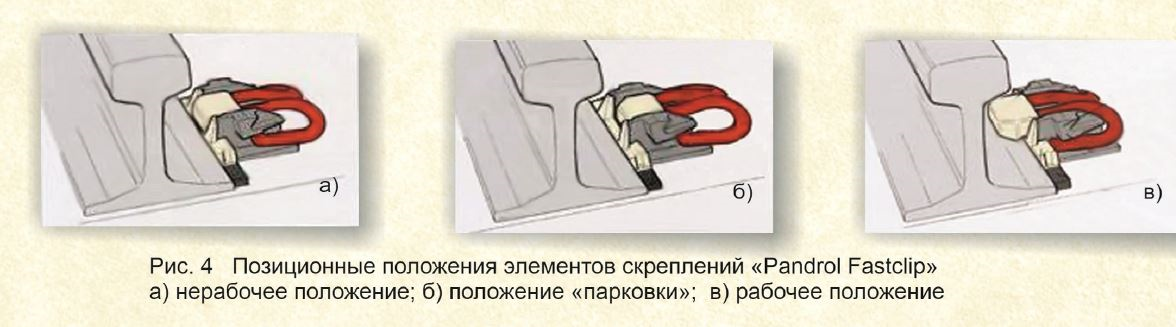 а)
б)
в)
Рис. 4 Позиционные положения элементов скреплений «Pandrol Fastclip»
а) нерабочее положение; б) положение «парковки»; в) рабочее положение